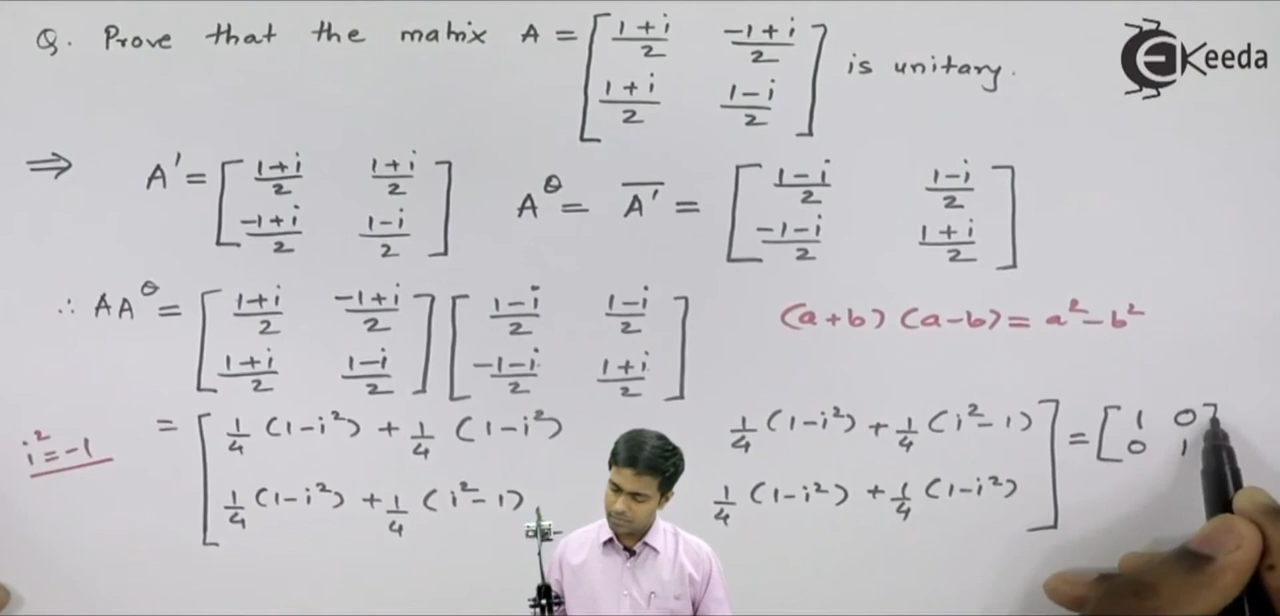 Q. Prove that the matrix A = [ (1+i)/2 (-1+i)/2 ; (1+i)/2 (1-i)/2 ] is unitary.
EKeeda
⇒ A' = [ (1+i)/2 (1+i)/2 ; (-1+i)/2 (1-i)/2 ] A^θ = \overline{A'} = [ (1-i)/2 (1-i)/2 ; (-1-i)/2 (1+i)/2 ]
∴ AA^θ = [ (1+i)/2 (-1+i)/2 ; (1+i)/2 (1-i)/2 ] [ (1-i)/2 (1-i)/2 ; (-1-i)/2 (1+i)/2 ]
(a+b) (a-b) = a² - b²
i² = -1
= [ 1/4 (1-i²) + 1/4 (1-i²) 1/4 (1-i²) + 1/4 (i²-1) ; 1/4 (1-i²) + 1/4 (i²-1) 1/4 (1-i²) + 1/4 (1-i²) ] = [ 1 0 ; 0 1